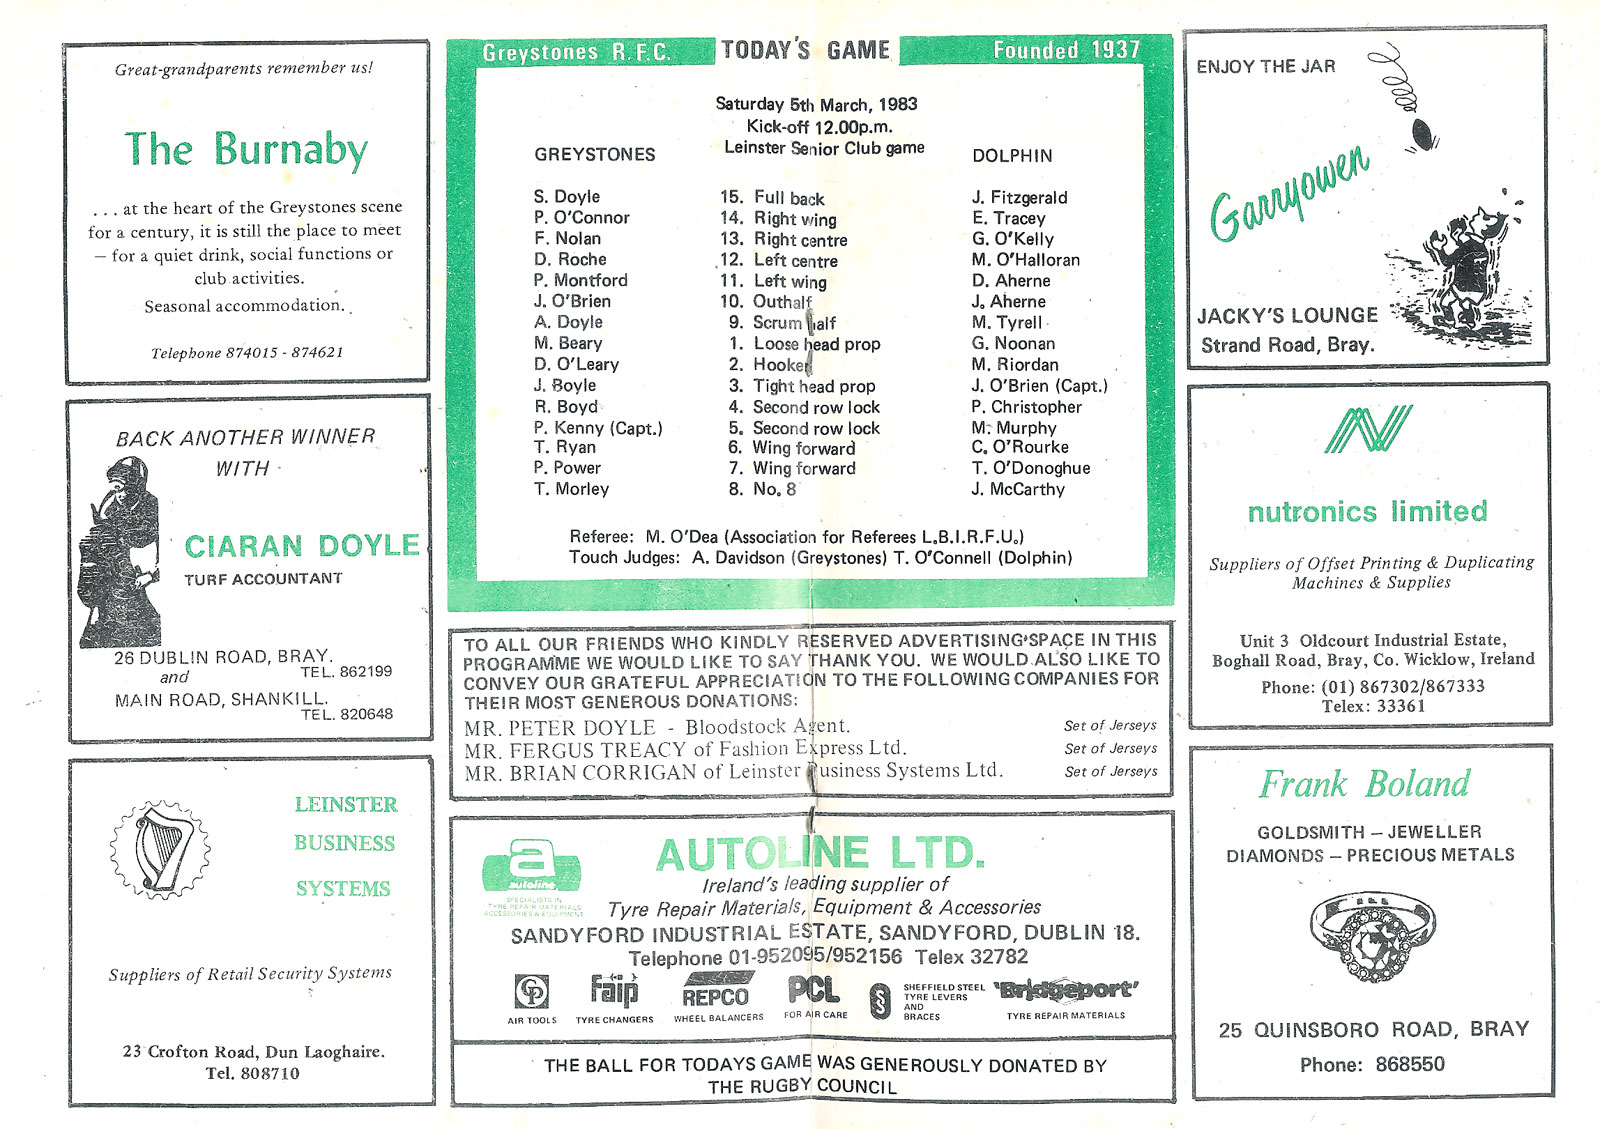 Great-grandparents remember us!
The Burnaby
. . . at the heart of the Greystones scene
for a century, it is still the place to meet
– for a quiet drink, social functions or
club activities.
Seasonal accommodation.
Telephone 874015 - 874621
BACK ANOTHER WINNER
WITH
CIARAN DOYLE
TURF ACCOUNTANT
26 DUBLIN ROAD, BRAY.
TEL. 862199
and
MAIN ROAD, SHANKILL.
TEL. 820648
LEINSTER
BUSINESS
SYSTEMS
Suppliers of Retail Security Systems
23 Crofton Road, Dun Laoghaire.
Tel. 808710
Greystones R.F.C. TODAY'S GAME Founded 1937
Saturday 5th March, 1983
Kick-off 12.00p.m.
Leinster Senior Club game
GREYSTONES DOLPHIN
S. Doyle 15. Full back J. Fitzgerald
P. O'Connor 14. Right wing E. Tracey
F. Nolan 13. Right centre G. O'Kelly
D. Roche 12. Left centre M. O'Halloran
P. Montford 11. Left wing D. Aherne
J. O'Brien 10. Outhalf J. Aherne
A. Doyle 9. Scrum half M. Tyrell
M. Beary 1. Loose head prop G. Noonan
D. O'Leary 2. Hooker M. Riordan
J. Boyle 3. Tight head prop J. O'Brien (Capt.)
R. Boyd 4. Second row lock P. Christopher
P. Kenny (Capt.) 5. Second row lock M. Murphy
T. Ryan 6. Wing forward C. O'Rourke
P. Power 7. Wing forward T. O'Donoghue
T. Morley 8. No. 8 J. McCarthy
Referee: M. O'Dea (Association for Referees L.B.I.R.F.U.)
Touch Judges: A. Davidson (Greystones) T. O'Connell (Dolphin)
TO ALL OUR FRIENDS WHO KINDLY RESERVED ADVERTISING SPACE IN THIS
PROGRAMME WE WOULD LIKE TO SAY THANK YOU. WE WOULD ALSO LIKE TO
CONVEY OUR GRATEFUL APPRECIATION TO THE FOLLOWING COMPANIES FOR
THEIR MOST GENEROUS DONATIONS:
MR. PETER DOYLE - Bloodstock Agent. Set of Jerseys
MR. FERGUS TREACY of Fashion Express Ltd. Set of Jerseys
MR. BRIAN CORRIGAN of Leinster Business Systems Ltd. Set of Jerseys
a
autoline
SPECIALISTS IN
TYRE REPAIR MATERIALS
ACCESSORIES & EQUIPMENT
AUTOLINE LTD.
Ireland's leading supplier of
Tyre Repair Materials, Equipment & Accessories
SANDYFORD INDUSTRIAL ESTATE, SANDYFORD, DUBLIN 18.
Telephone 01-952095/952156 Telex 32782
CP
AIR TOOLS
faip
TYRE CHANGERS
REPCO
WHEEL BALANCERS
PCL
FOR AIR CARE
SHEFFIELD STEEL
TYRE LEVERS
AND
BRACES
'Bridgeport'
TYRE REPAIR MATERIALS
THE BALL FOR TODAYS GAME WAS GENEROUSLY DONATED BY
THE RUGBY COUNCIL
ENJOY THE JAR
Garryowen
JACKY'S LOUNGE
Strand Road, Bray.
nutronics limited
Suppliers of Offset Printing & Duplicating
Machines & Supplies
Unit 3 Oldcourt Industrial Estate,
Boghall Road, Bray, Co. Wicklow, Ireland
Phone: (01) 867302/867333
Telex: 33361
Frank Boland
GOLDSMITH – JEWELLER
DIAMONDS – PRECIOUS METALS
25 QUINSBORO ROAD, BRAY
Phone: 868550